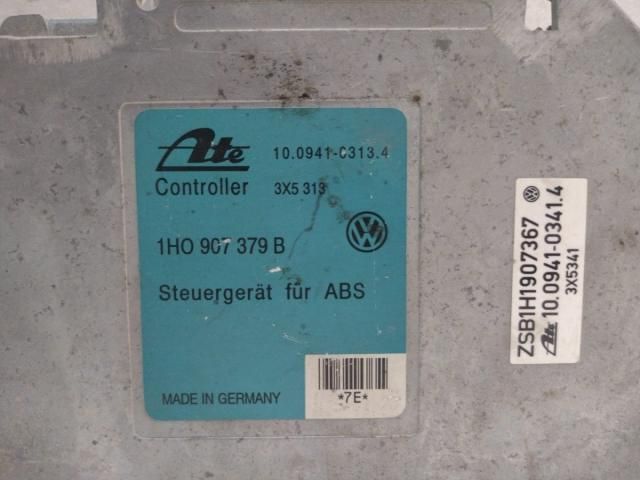 Ate 10.0941-0313.4
Controller 3X5 313
1HO 907 379 B
Steuergerät für ABS
MADE IN GERMANY *7E*
ZSB1H1907367
Ate 10.0941-0341.4
3X5341